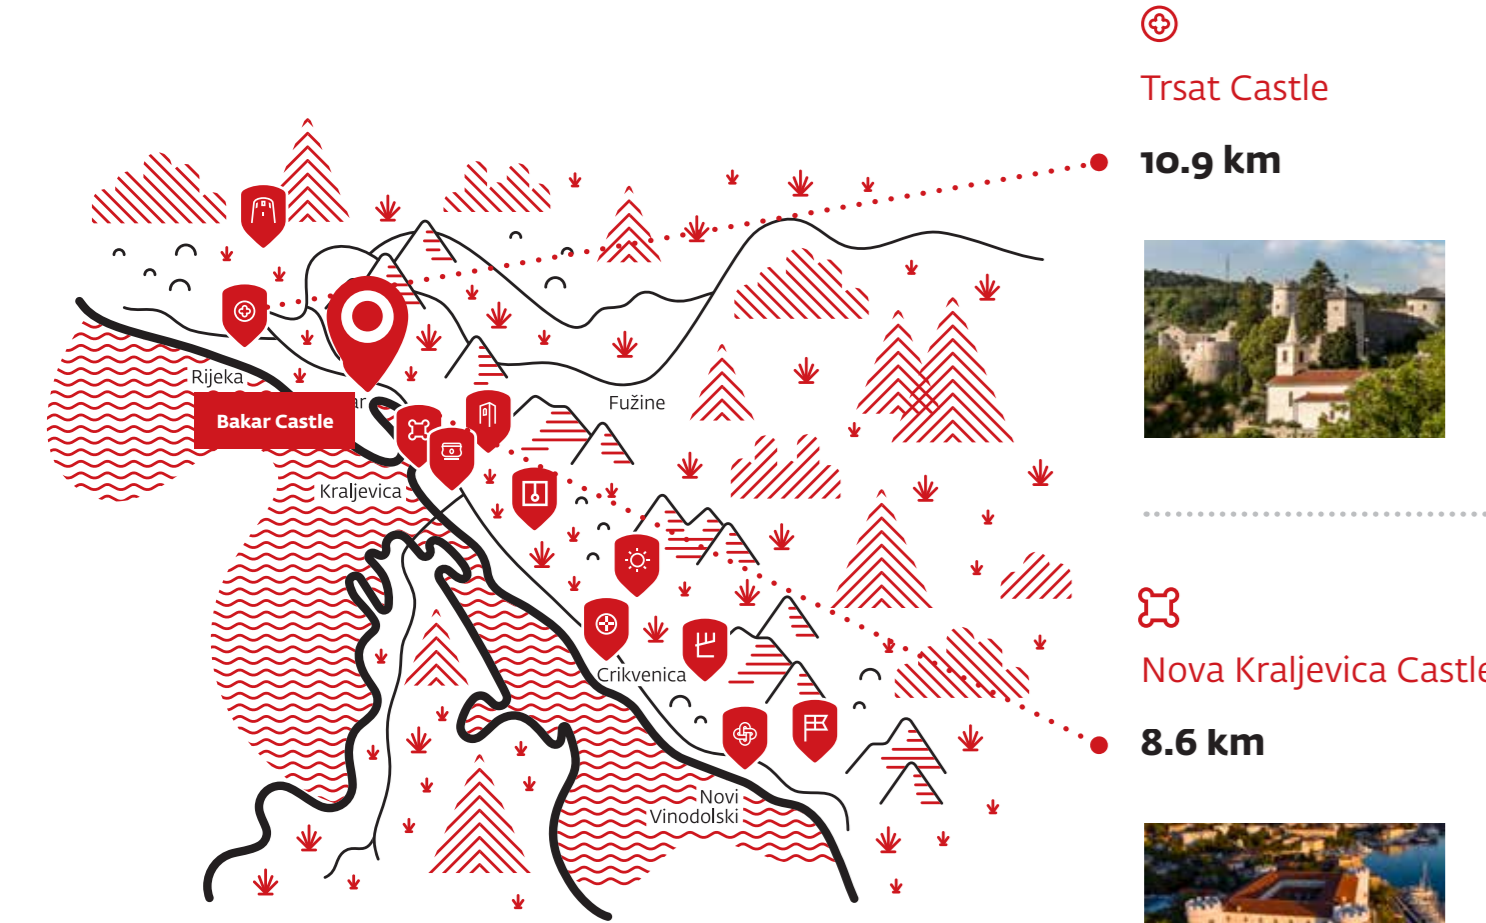 Trsat Castle
10.9 km
Rijeka
ar
Bakar Castle
Fužine
Kraljevica
Crikvenica
Novi
Vinodolski
Nova Kraljevica Castle
8.6 km